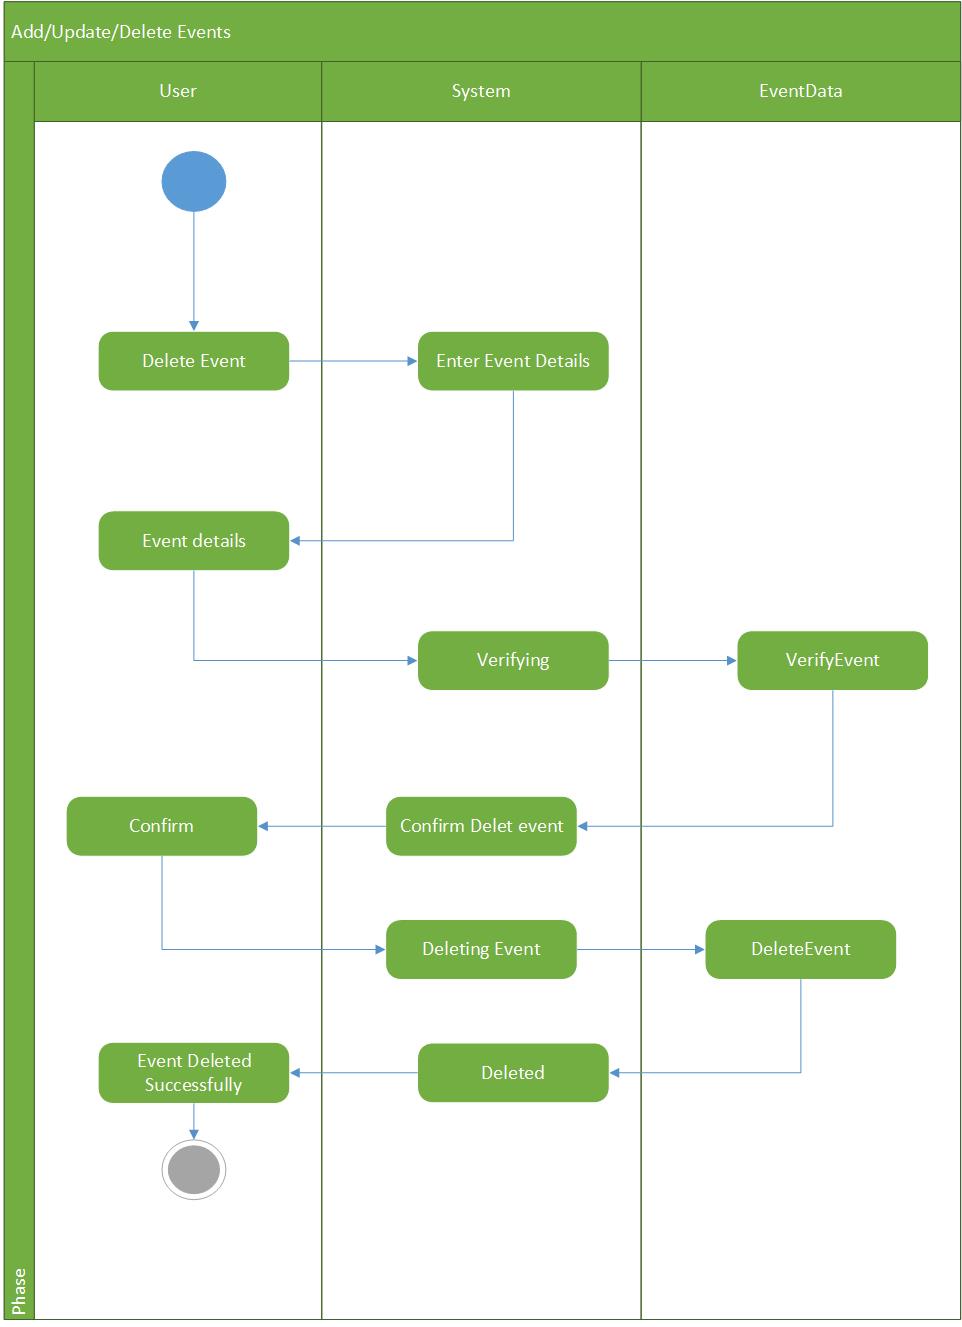 Add/Update/Delete Events
User
System
EventData
Delete Event
Enter Event Details
Event details
Verifying
VerifyEvent
Confirm
Confirm Delet event
Deleting Event
DeleteEvent
Event Deleted
Successfully
Deleted
Phase